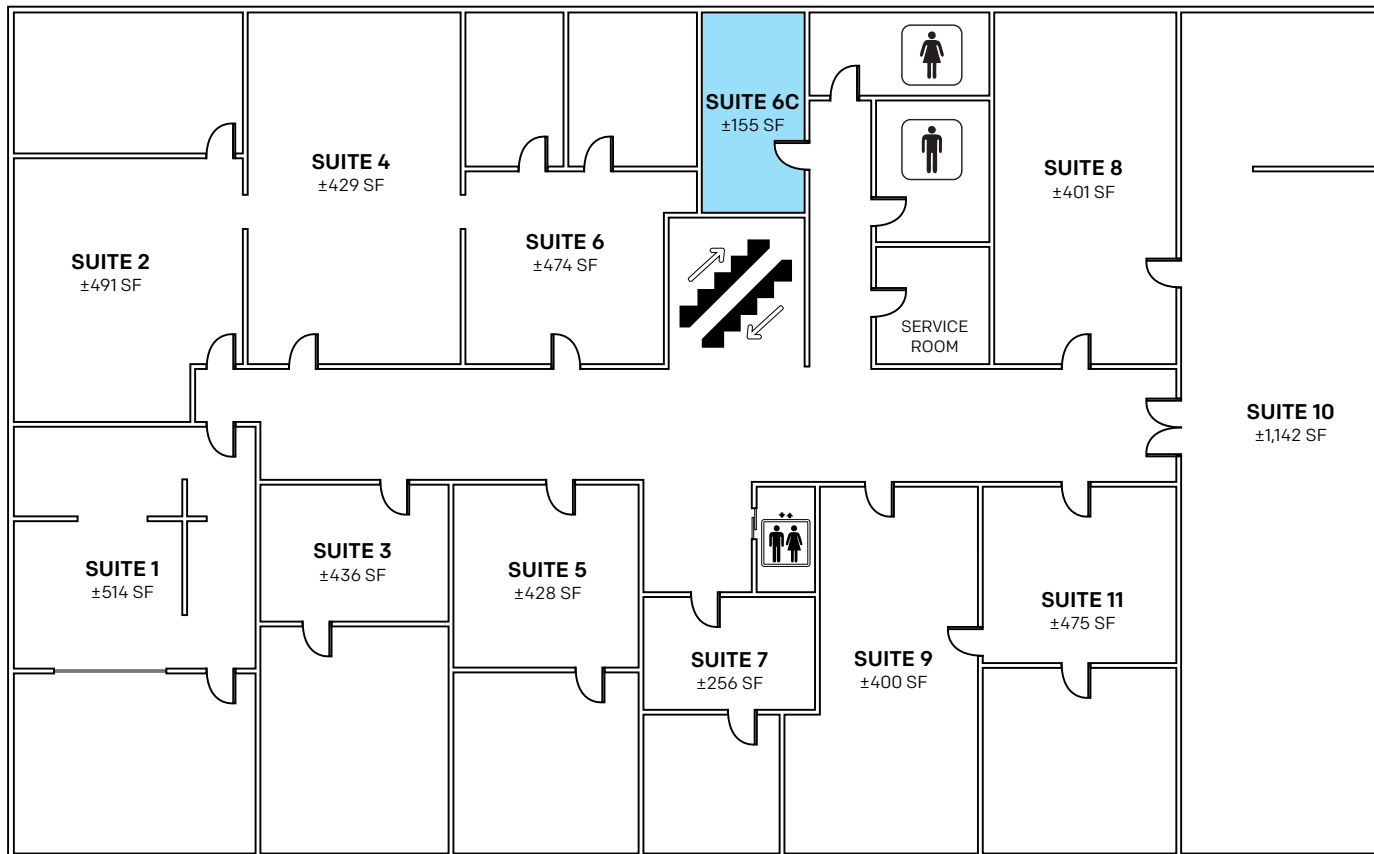 SUITE 6C
±155 SF
SUITE 4
±429 SF
SUITE 8
±401 SF
SUITE 6
±474 SF
SUITE 2
±491 SF
SERVICE
ROOM
SUITE 10
±1,142 SF
SUITE 3
±436 SF
SUITE 1
±514 SF
SUITE 5
±428 SF
SUITE 11
±475 SF
SUITE 7
±256 SF
SUITE 9
±400 SF